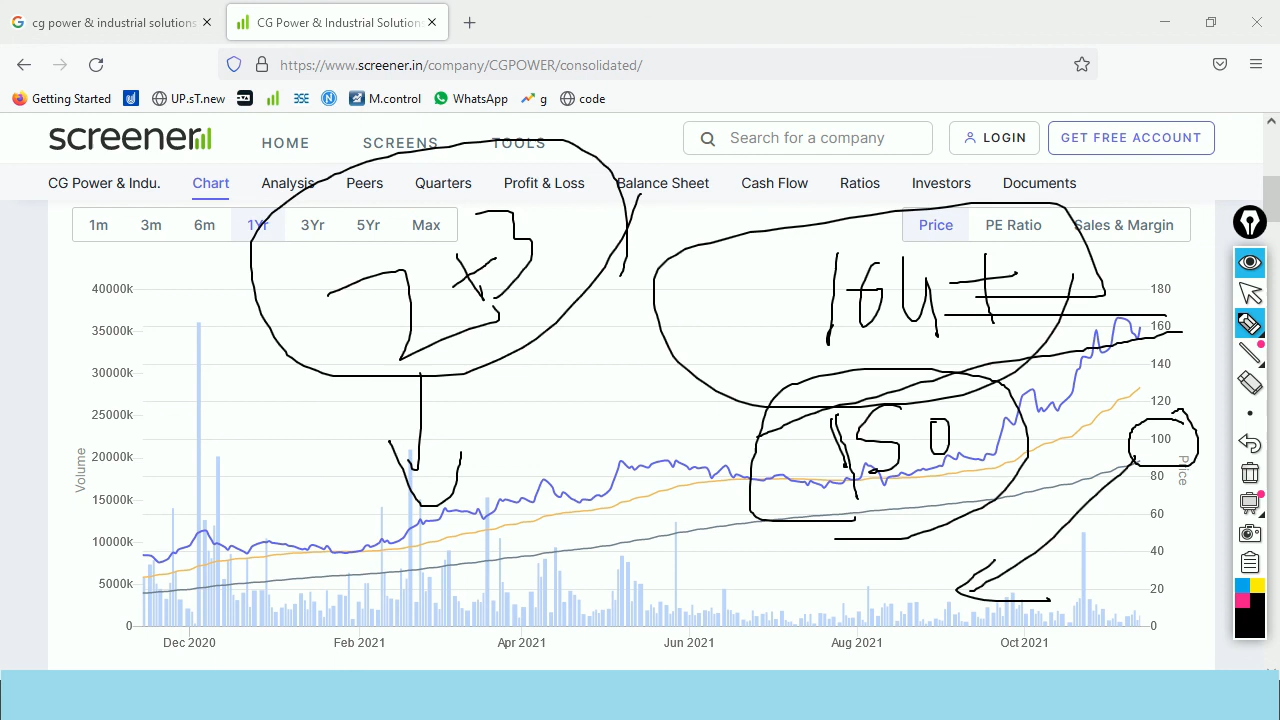 cg power & industrial solutions
CG Power & Industrial Solution
https://www.screener.in/company/CGPOWER/consolidated/
Getting Started UP.sT.new M.control WhatsApp g code
screener HOME SCREENS TOOLS Search for a company LOGIN GET FREE ACCOUNT
CG Power & Indu. Chart Analysis Peers Quarters Profit & Loss Balance Sheet Cash Flow Ratios Investors Documents
1m 3m 6m 1Yr 3Yr 5Yr Max Price PE Ratio Sales & Margin
40000k 180
35000k 160
30000k 140
25000k 120
20000k 100
15000k 80
10000k 60
5000k 40
0 20
0
Volume
Price
150
Dec 2020 Feb 2021 Apr 2021 Jun 2021 Aug 2021 Oct 2021